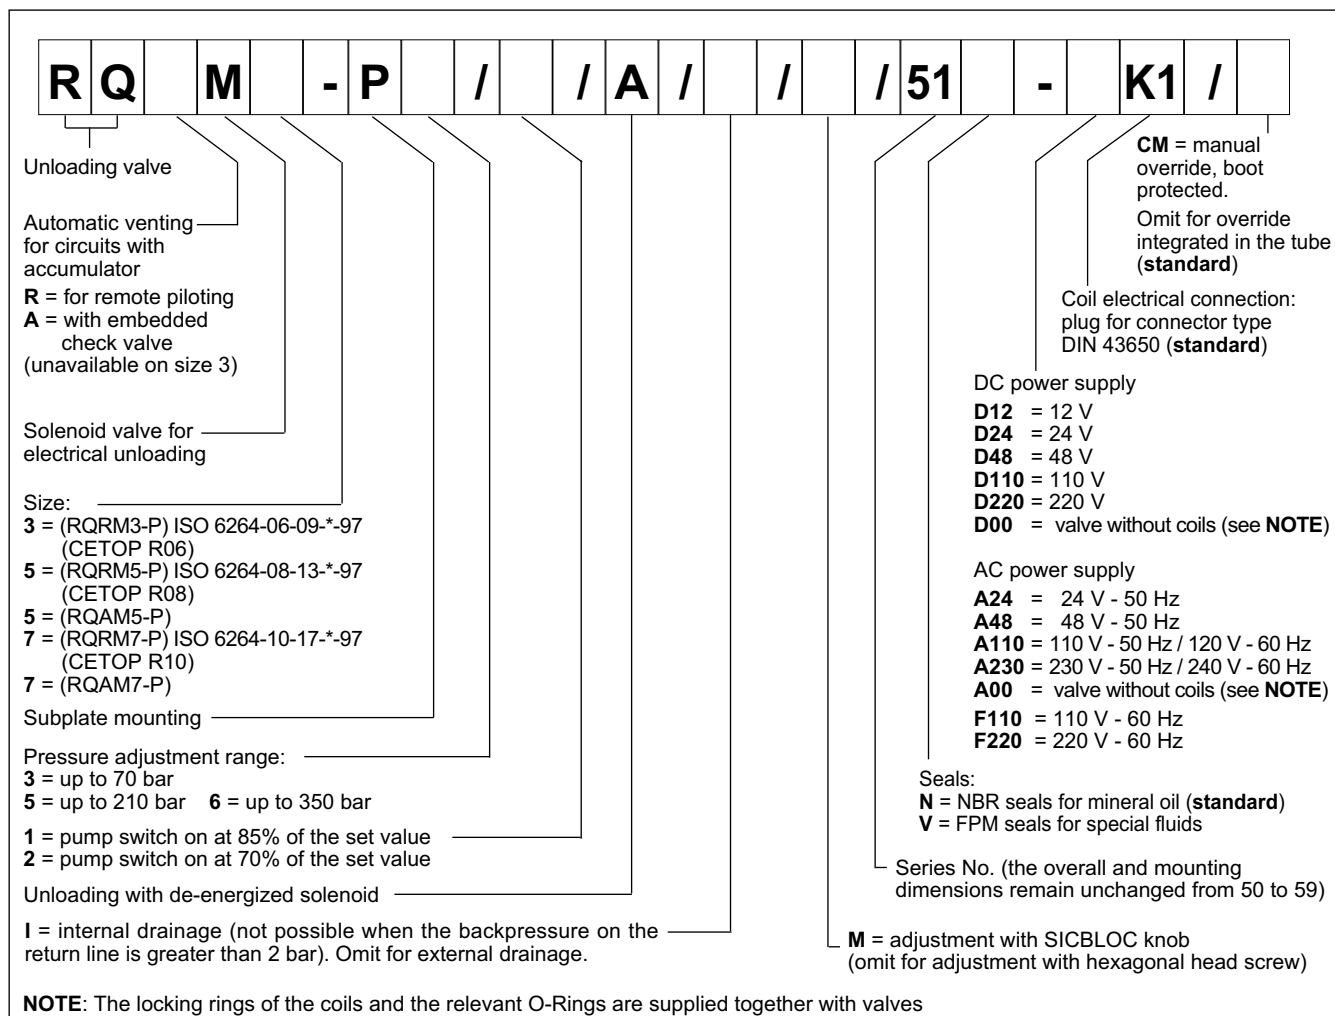 R Q M - P / / A / / / 51 - K1 /
Unloading valve
Automatic venting
for circuits with
accumulator
R = for remote piloting
A = with embedded
check valve
(unavailable on size 3)
Solenoid valve for
electrical unloading
Size:
3 = (RQRM3-P) ISO 6264-06-09-*-97
(CETOP R06)
5 = (RQRM5-P) ISO 6264-08-13-*-97
(CETOP R08)
5 = (RQAM5-P)
7 = (RQRM7-P) ISO 6264-10-17-*-97
(CETOP R10)
7 = (RQAM7-P)
Subplate mounting
Pressure adjustment range:
3 = up to 70 bar
5 = up to 210 bar 6 = up to 350 bar
1 = pump switch on at 85% of the set value
2 = pump switch on at 70% of the set value
Unloading with de-energized solenoid
I = internal drainage (not possible when the backpressure on the
return line is greater than 2 bar). Omit for external drainage.
CM = manual
override, boot
protected.
Omit for override
integrated in the tube
(standard)
Coil electrical connection:
plug for connector type
DIN 43650 (standard)
DC power supply
D12 = 12 V
D24 = 24 V
D48 = 48 V
D110 = 110 V
D220 = 220 V
D00 = valve without coils (see NOTE)
AC power supply
A24 = 24 V - 50 Hz
A48 = 48 V - 50 Hz
A110 = 110 V - 50 Hz / 120 V - 60 Hz
A230 = 230 V - 50 Hz / 240 V - 60 Hz
A00 = valve without coils (see NOTE)
F110 = 110 V - 60 Hz
F220 = 220 V - 60 Hz
Seals:
N = NBR seals for mineral oil (standard)
V = FPM seals for special fluids
Series No. (the overall and mounting
dimensions remain unchanged from 50 to 59)
M = adjustment with SICBLOC knob
(omit for adjustment with hexagonal head screw)
NOTE: The locking rings of the coils and the relevant O-Rings are supplied together with valves